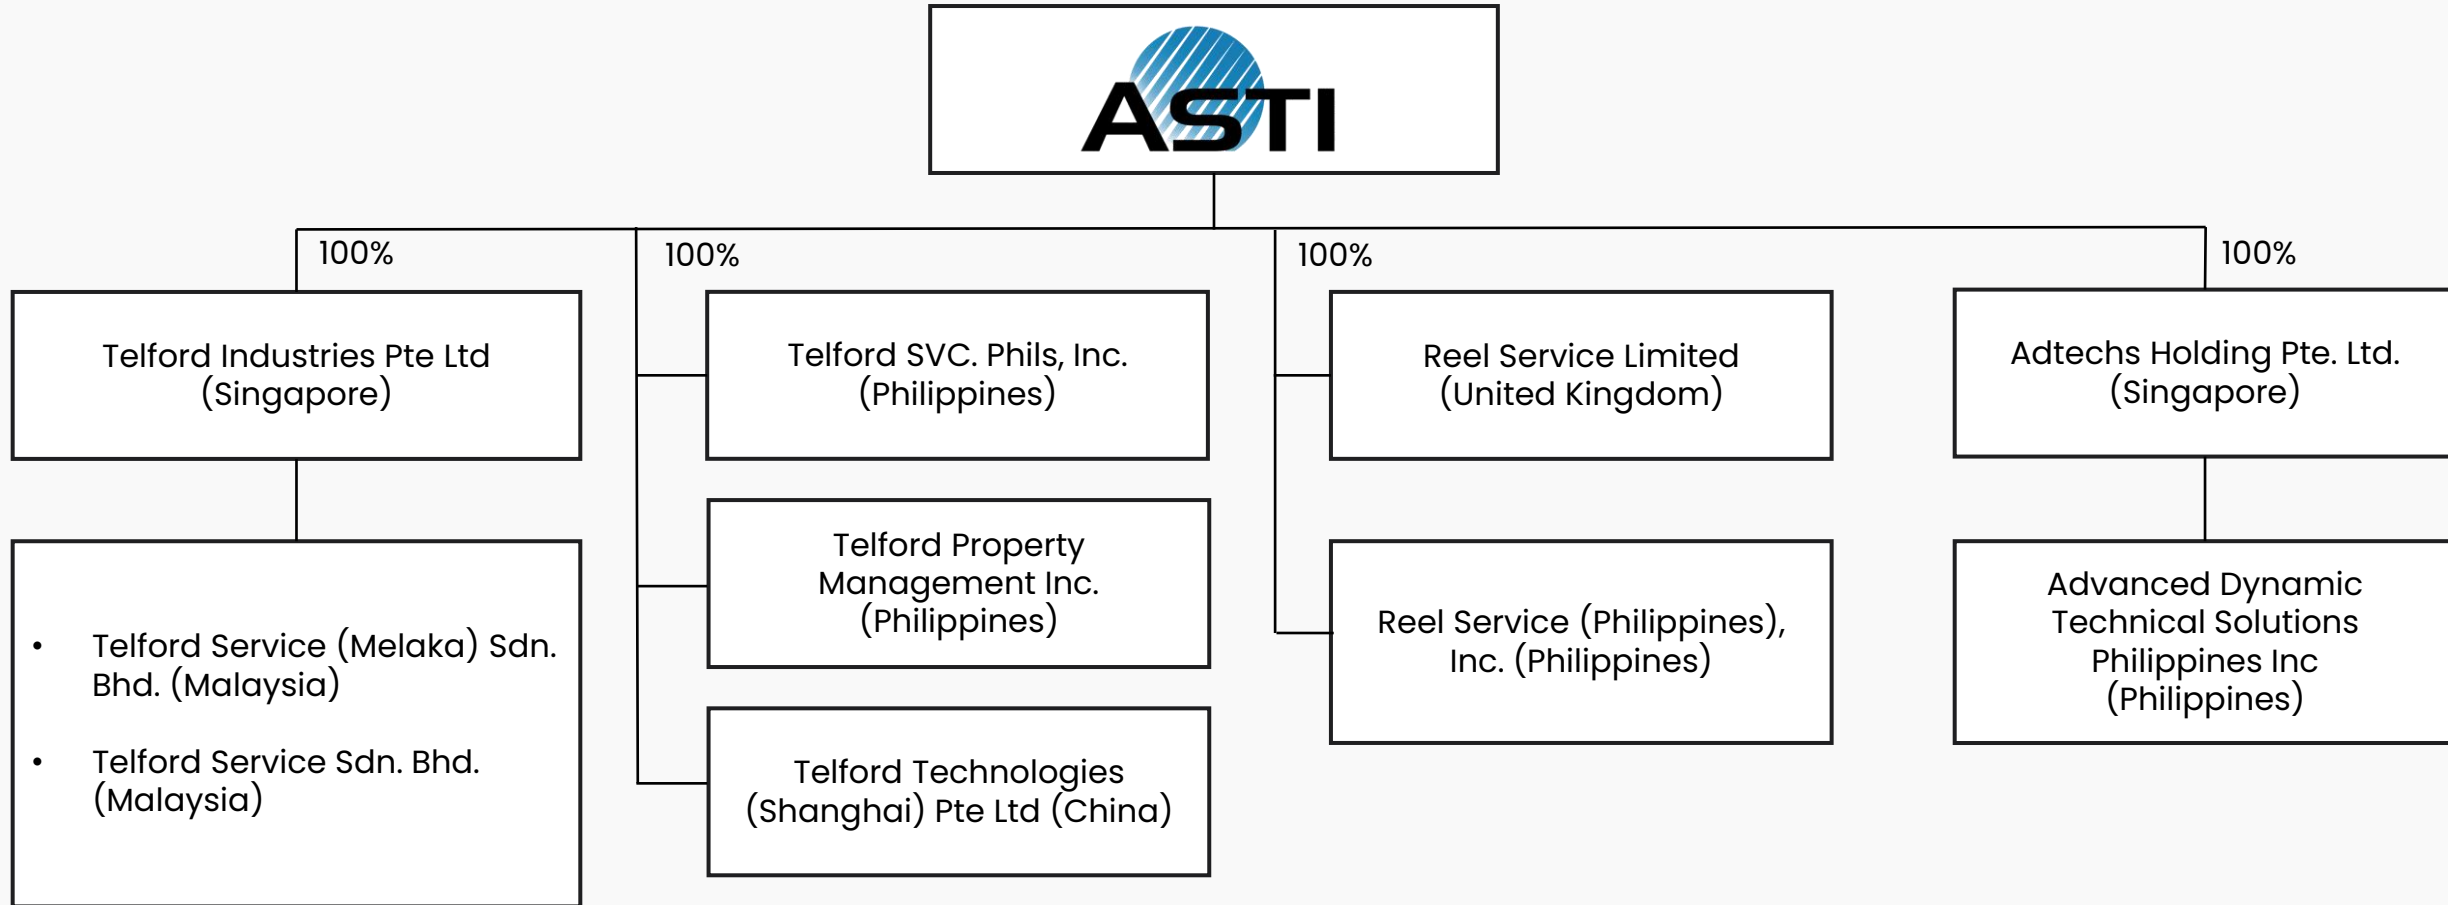 ASTI
100%
100%
100%
100%
Telford Industries Pte Ltd
(Singapore)
Telford SVC. Phils, Inc.
(Philippines)
Reel Service Limited
(United Kingdom)
Adtechs Holding Pte. Ltd.
(Singapore)
• Telford Service (Melaka) Sdn.
Bhd. (Malaysia)
• Telford Service Sdn. Bhd.
(Malaysia)
Telford Property
Management Inc.
(Philippines)
Telford Technologies
(Shanghai) Pte Ltd (China)
Reel Service (Philippines),
Inc. (Philippines)
Advanced Dynamic
Technical Solutions
Philippines Inc
(Philippines)